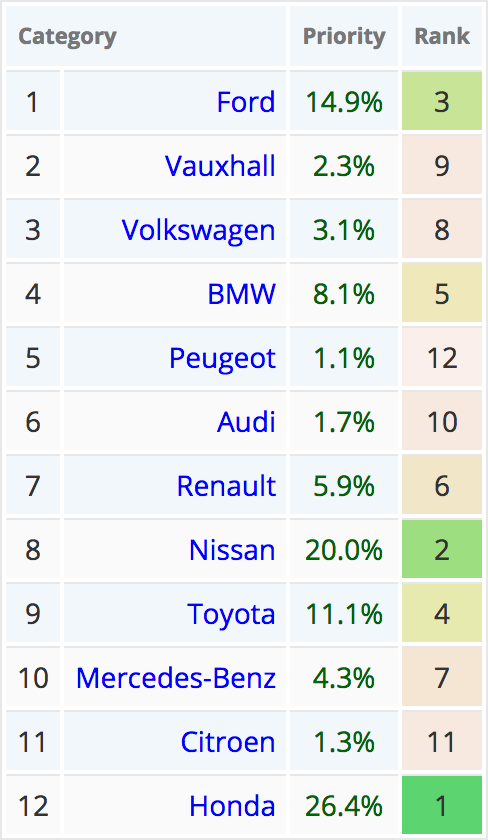 Category Priority Rank
1 Ford 14.9% 3
2 Vauxhall 2.3% 9
3 Volkswagen 3.1% 8
4 BMW 8.1% 5
5 Peugeot 1.1% 12
6 Audi 1.7% 10
7 Renault 5.9% 6
8 Nissan 20.0% 2
9 Toyota 11.1% 4
10 Mercedes-Benz 4.3% 7
11 Citroen 1.3% 11
12 Honda 26.4% 1